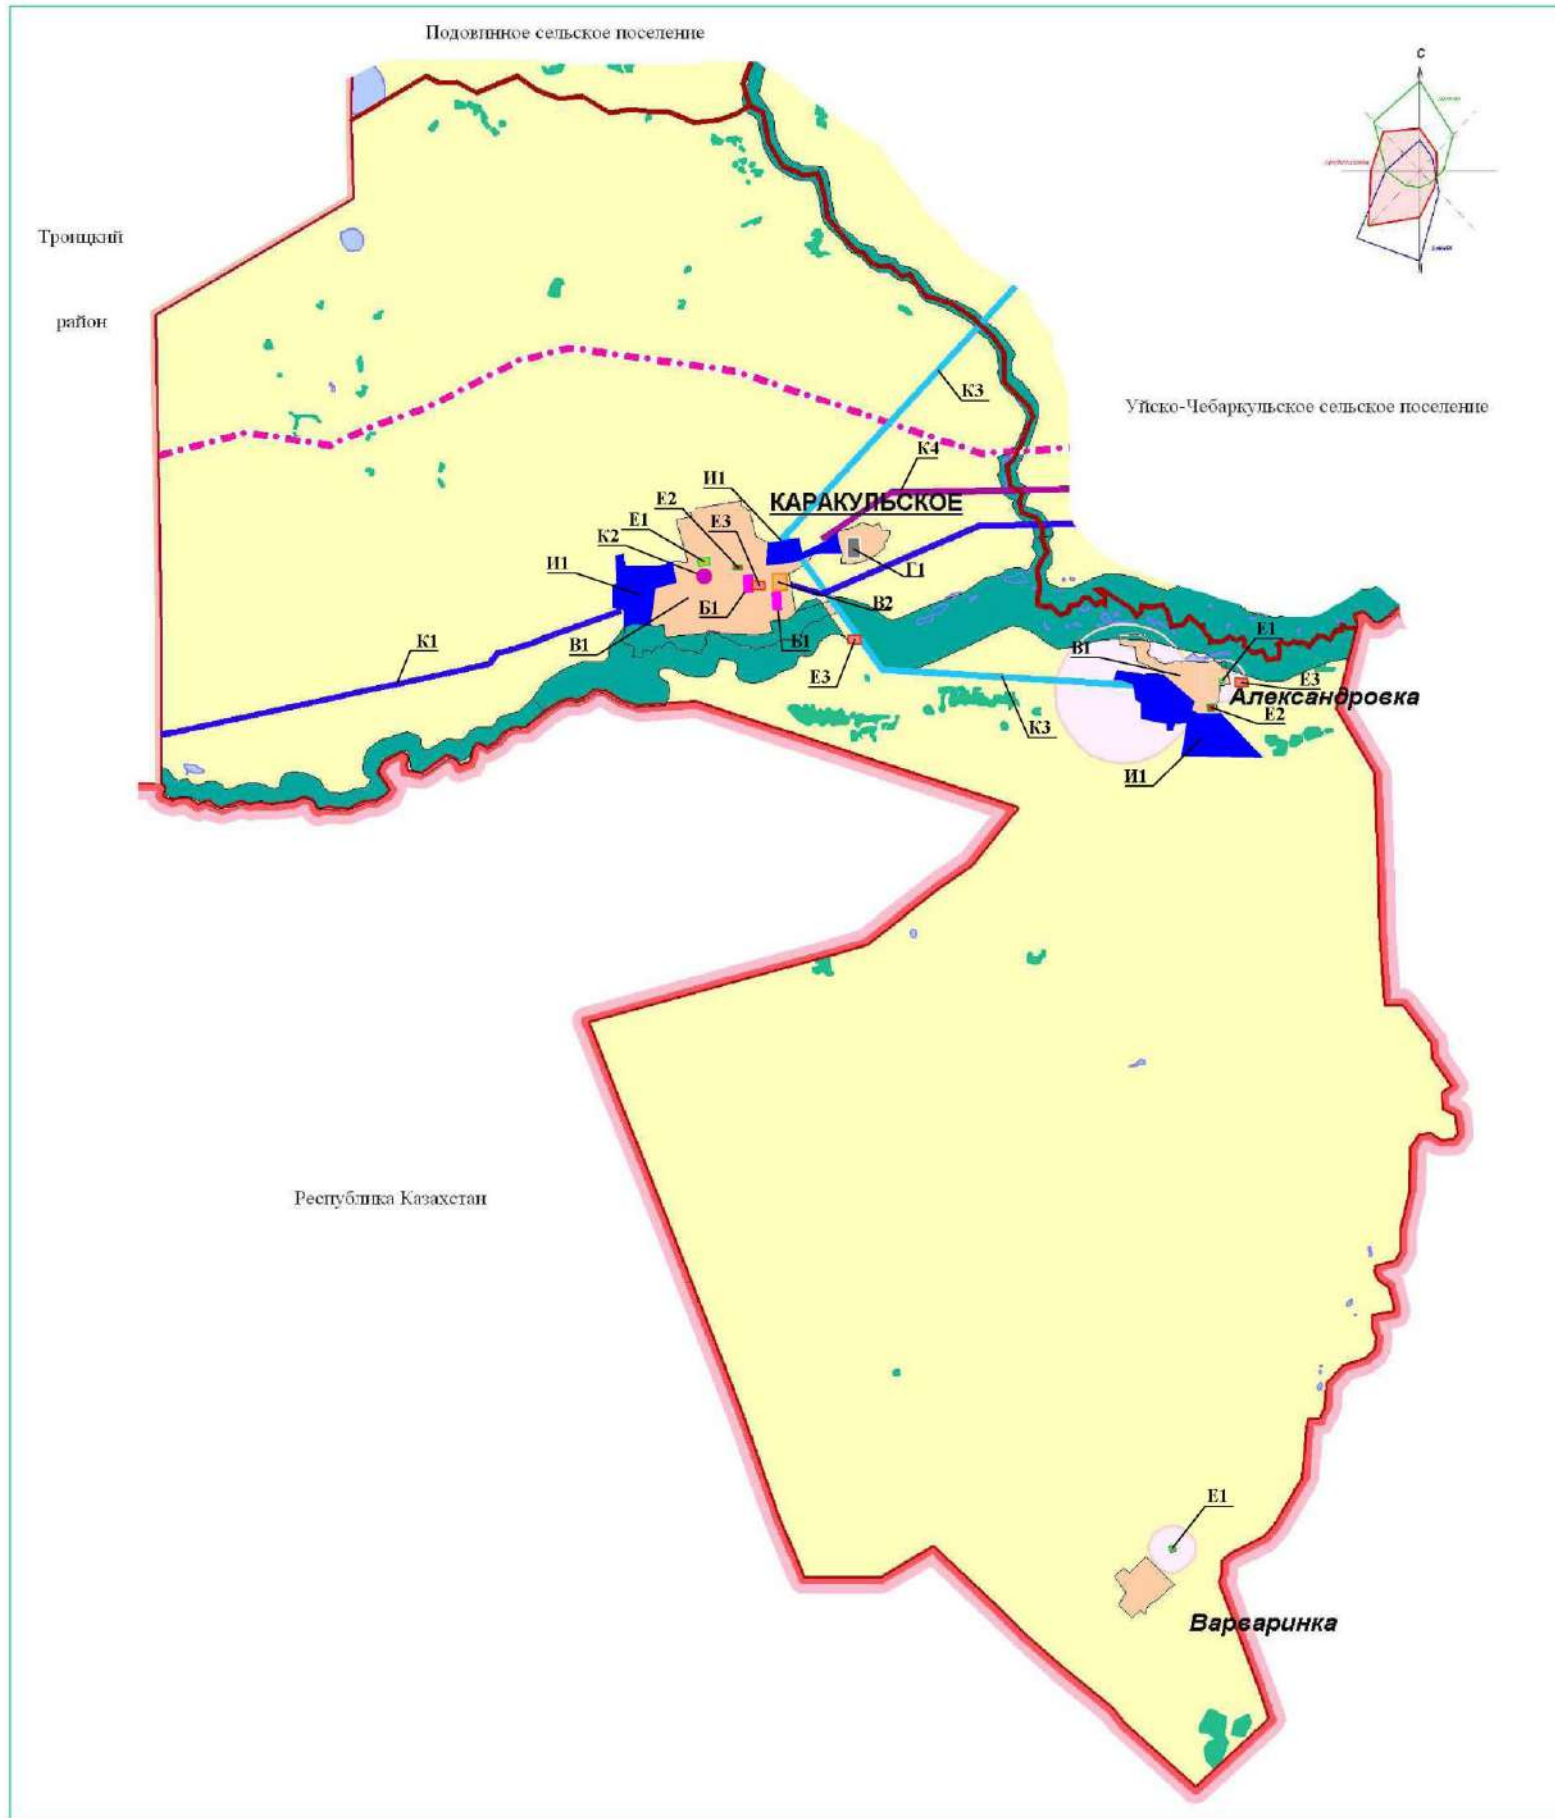 Подовинное сельское поселение
С
Троицкий
район
К3
Уйско-Чебаркульское сельское поселение
К4
И1
КАРАКУЛЬСКОЕ
Е2
Е1
Е3
К2
И1
Г1
Б1
В2
К1
В1
Б1
Е3
В1
Е1
Е3
Александровка
Е2
К3
И1
Республика Казахстан
Е1
Варваринка